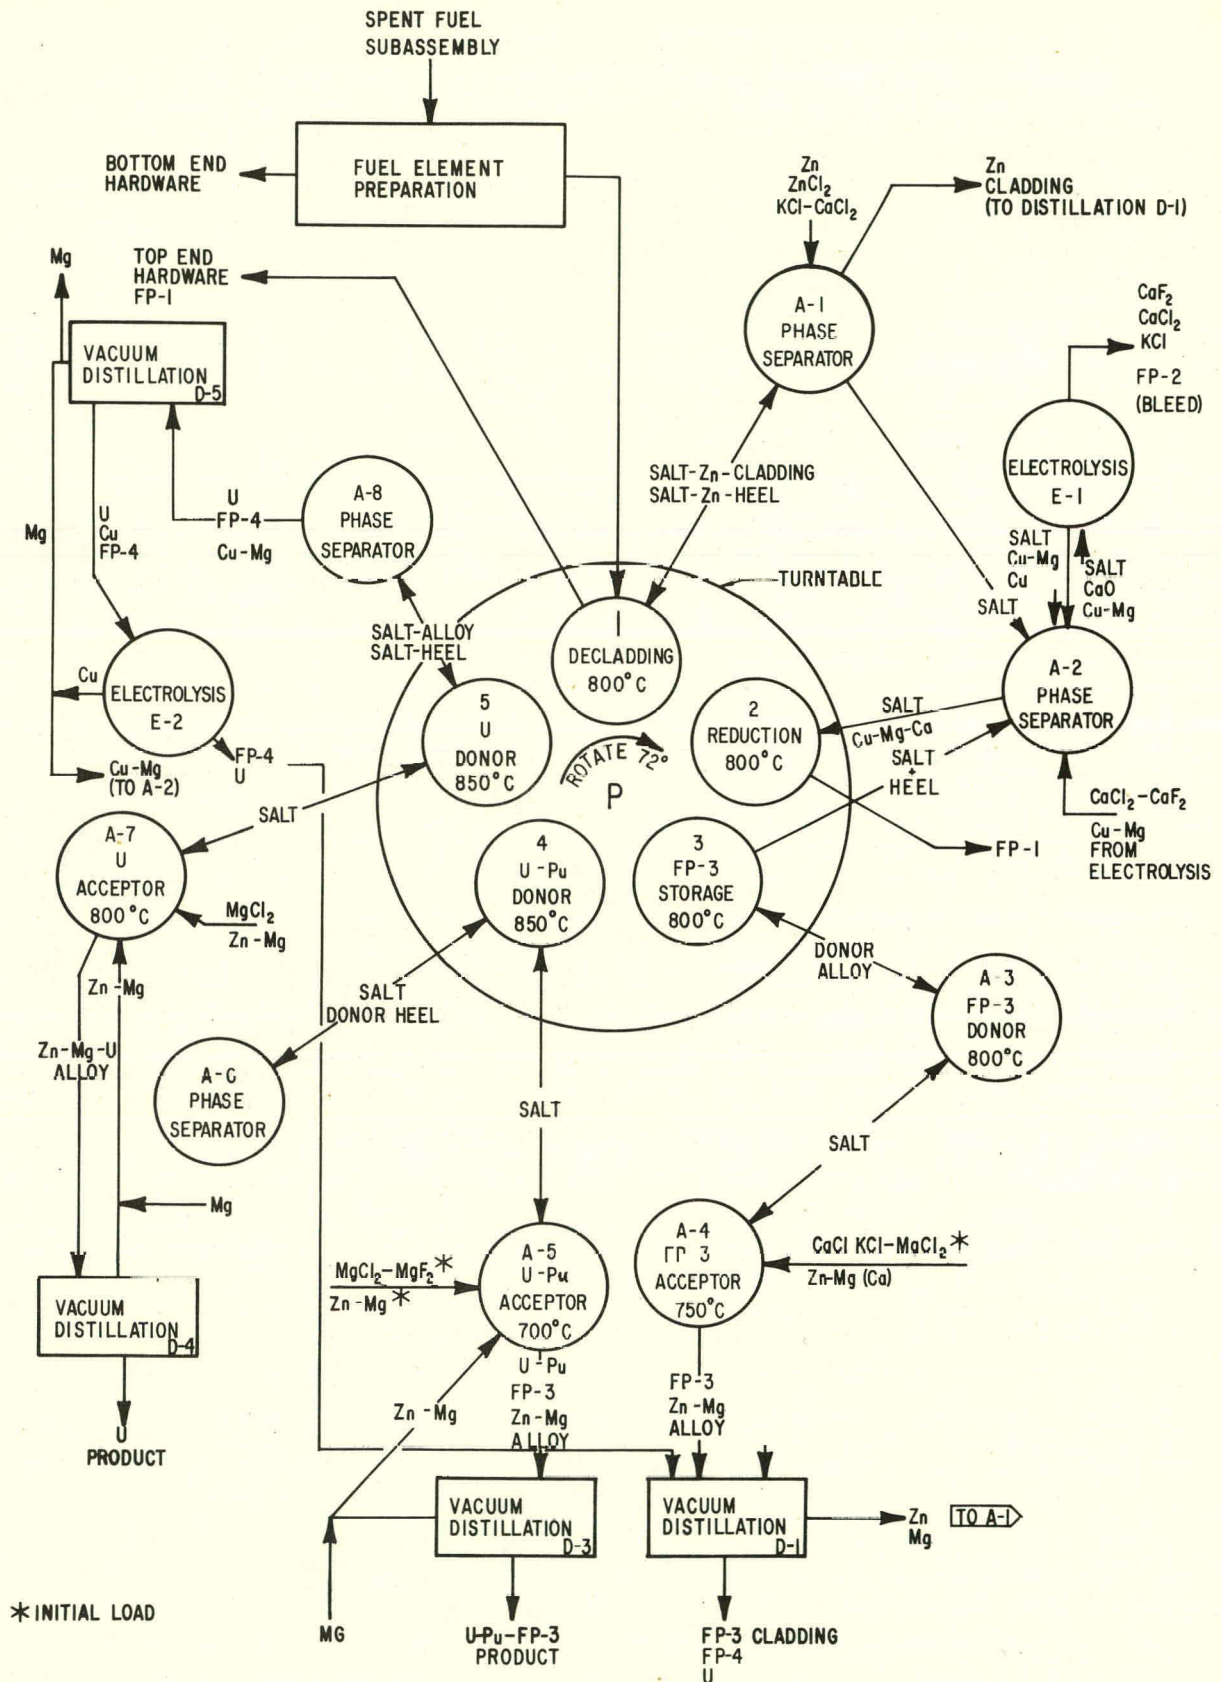 SPENT FUEL
SUBASSEMBLY
FUEL ELEMENT
PREPARATION
BOTTOM END
HARDWARE
Zn
ZnCl2
KCl-CaCl2
Zn
CLADDING
(TO DISTILLATION D-1)
Mg
TOP END
HARDWARE
FP-1
A-1
PHASE
SEPARATOR
CaF2
CaCl2
KCl
FP-2
(BLEED)
VACUUM
DISTILLATION
D-5
ELECTROLYSIS
E-1
SALT-Zn-CLADDING
SALT-Zn-HEEL
A-8
PHASE
SEPARATOR
U
FP-4
Cu-Mg
Mg
U
Cu
FP-4
SALT
Cu-Mg
Cu
SALT
CaO
Cu-Mg
TURNTABLE
SALT
SALT-ALLOY
SALT-HEEL
1
DECLADDING
800°C
A-2
PHASE
SEPARATOR
Cu
ELECTROLYSIS
E-2
5
U
DONOR
850°C
2
REDUCTION
800°C
SALT
Cu-Mg-Ca
SALT
+
HEEL
ROTATE 72°
P
FP-4
U
Cu-Mg
(TO A-2)
SALT
CaCl2-CaF2
Cu-Mg
FROM
ELECTROLYSIS
A-7
U
ACCEPTOR
800°C
4
U-Pu
DONOR
850°C
3
FP-3
STORAGE
800°C
FP-1
MgCl2
Zn-Mg
DONOR
ALLOY
Zn-Mg
SALT
DONOR HEEL
A-3
FP-3
DONOR
800°C
Zn-Mg-U
ALLOY
A-C
PHASE
SEPARATOR
SALT
SALT
Mg
A-5
U-Pu
ACCEPTOR
700°C
A-4
3
ACCEPTOR
750°C
MgCl2-MgF2*
Zn-Mg*
CaCl KCl-MaCl2*
Zn-Mg (Ca)
VACUUM
DISTILLATION
D-4
U-Pu
FP-3
Zn-Mg
ALLOY
FP-3
Zn-Mg
ALLOY
Zn-Mg
U
PRODUCT
VACUUM
DISTILLATION
D-3
VACUUM
DISTILLATION
D-1
Zn
Mg
TO A-1
*INITIAL LOAD
MG
U-Pu-FP-3
PRODUCT
FP-3 CLADDING
FP-4
U